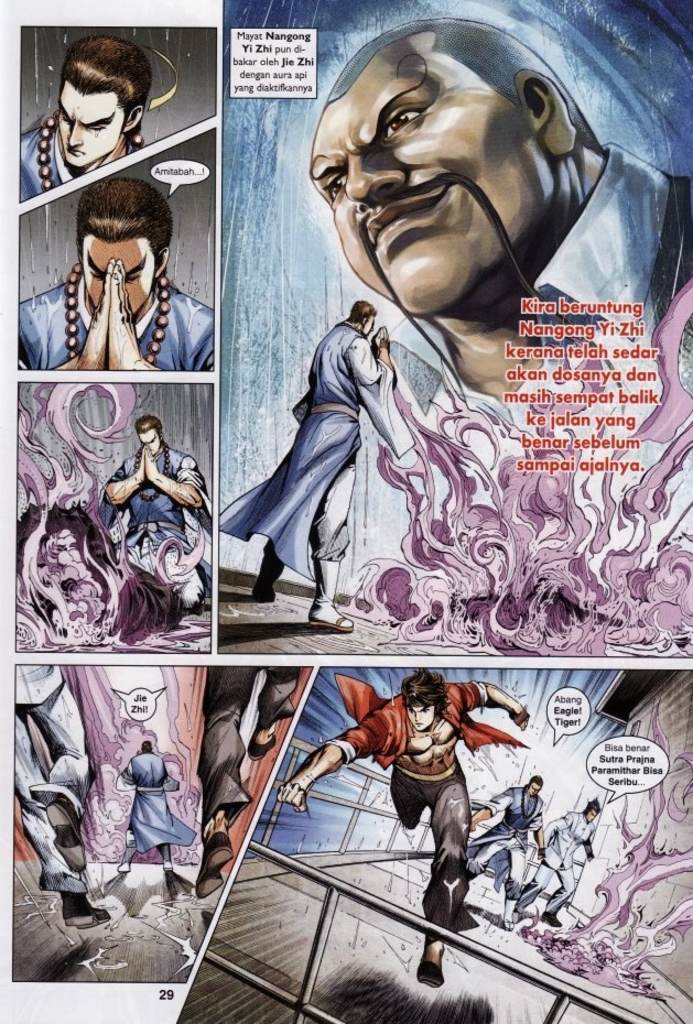 Mayat Nangong
Yi Zhi pun di-
bakar oleh Jie Zhi
dengan aura api
yang diaktifkannya
Amitabah...!
Kira beruntung
Nangong Yi Zhi
kerana telah sedar
akan dosanya dan
masih sempat balik
ke jalan yang
benar sebelum
sampai ajalnya.
Jie
Zhi!
Abang
Eagle!
Tiger!
Bisa benar
Sutra Prajna
Paramithar Bisa
Seribu...
29